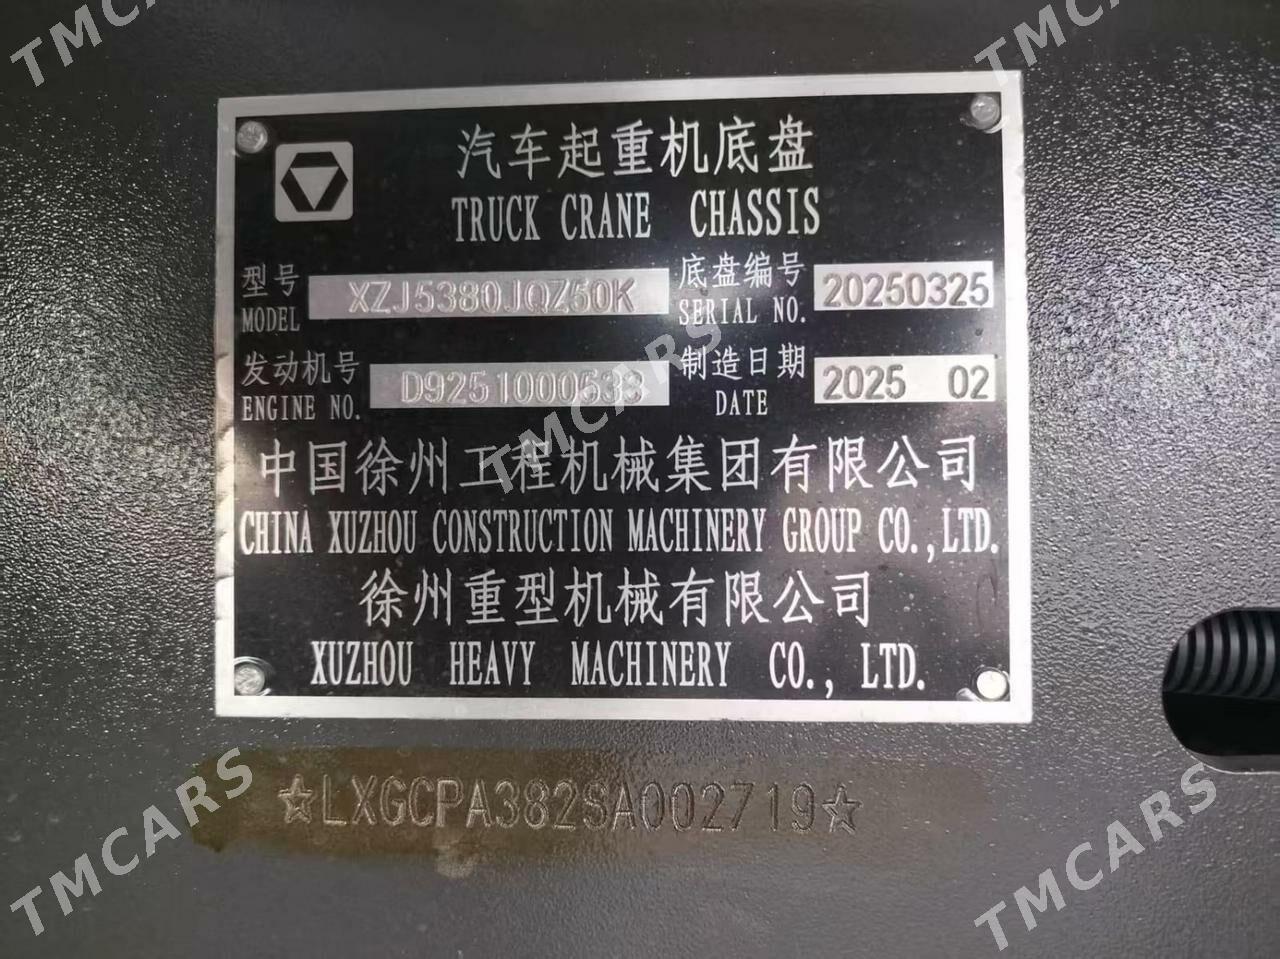 TMCARS
TMCARS
汽车起重机底盘
TRUCK CRANE CHASSIS
型号 MODEL XZJ5380JQZ50K
底盘编号 SERIAL NO. 20250325
发动机号 ENGINE NO. D9251000533
制造日期 DATE 2025 02
TMCARS
中国徐州工程机械集团有限公司
CHINA XUZHOU CONSTRUCTION MACHINERY GROUP CO.,LTD.
徐州重型机械有限公司
XUZHOU HEAVY MACHINERY CO., LTD.
☆LXGCPA382SA002719☆
TMCARS
TMCARS